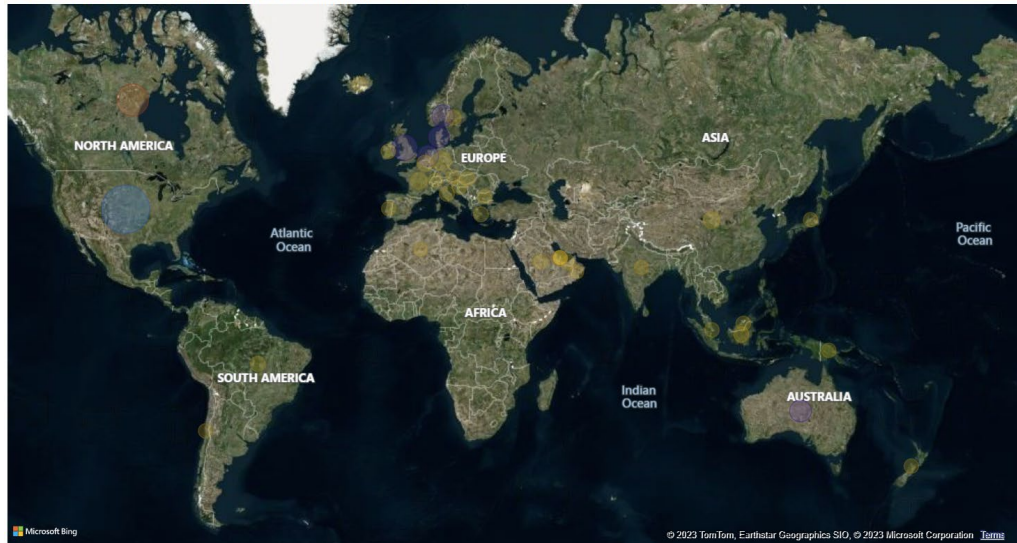 NORTH AMERICA
EUROPE
ASIA
Atlantic
Ocean
Pacific
Ocean
AFRICA
SOUTH AMERICA
Indian
Ocean
AUSTRALIA
Microsoft Bing
© 2023 TomTom, Earthstar Geographics SIO, © 2023 Microsoft Corporation Terms